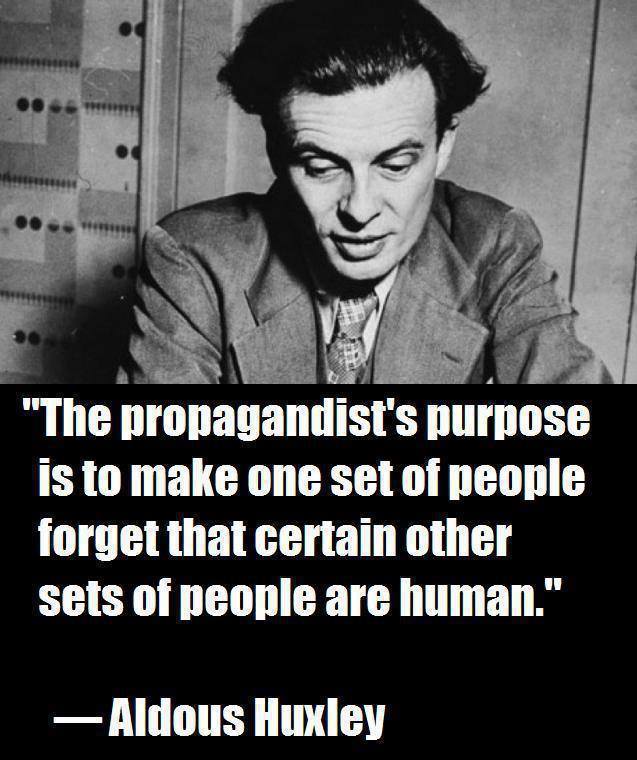 "The propagandist's purpose
is to make one set of people
forget that certain other
sets of people are human."
— Aldous Huxley